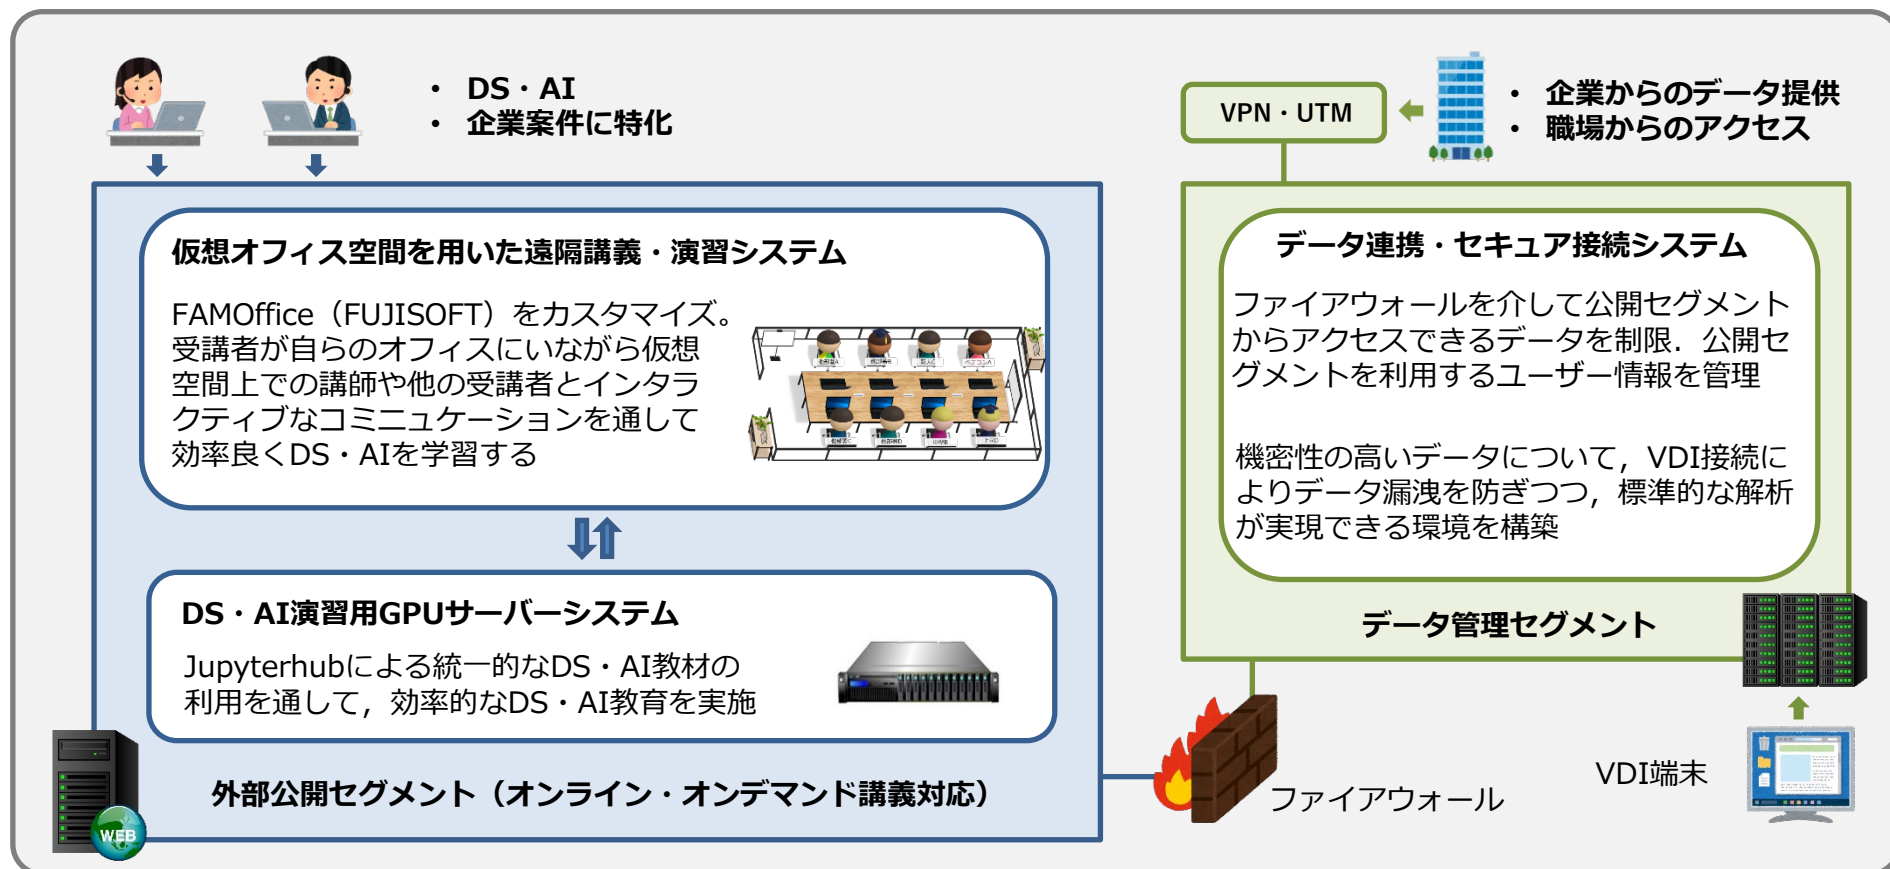 • DS・AI
• 企業案件に特化
VPN・UTM
• 企業からのデータ提供
• 職場からのアクセス
仮想オフィス空間を用いた遠隔講義・演習システム
FAMOffice（FUJISOFT）をカスタマイズ。
受講者が自らのオフィスにいながら仮想
空間上での講師や他の受講者とインタラ
クティブなコミニュケーションを通して
効率良くDS・AIを学習する
DS・AI演習用GPUサーバーシステム
Jupyterhubによる統一的なDS・AI教材の
利用を通して，効率的なDS・AI教育を実施
外部公開セグメント（オンライン・オンデマンド講義対応）
WEB
データ連携・セキュア接続システム
ファイアウォールを介して公開セグメント
からアクセスできるデータを制限．公開セ
グメントを利用するユーザー情報を管理
機密性の高いデータについて，VDI接続に
よりデータ漏洩を防ぎつつ，標準的な解析
が実現できる環境を構築
データ管理セグメント
ファイアウォール
VDI端末